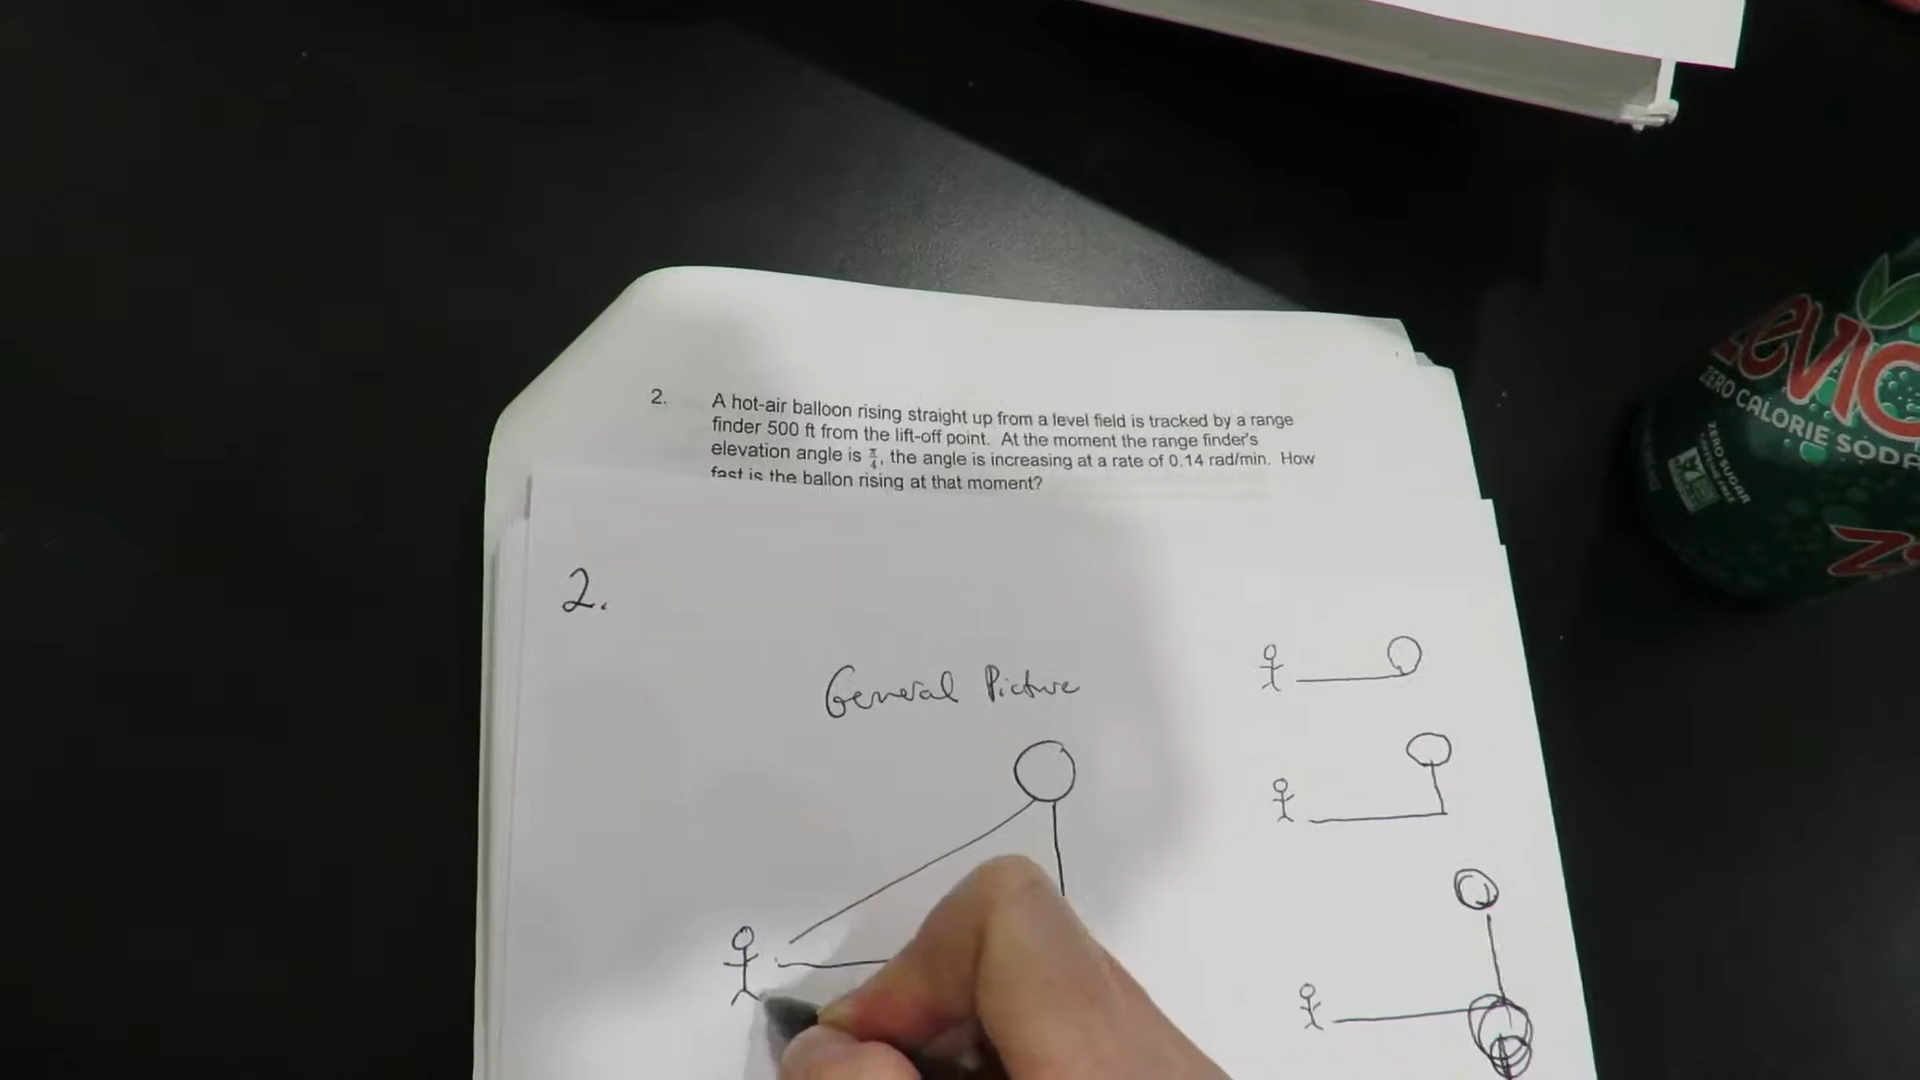 2. A hot-air balloon rising straight up from a level field is tracked by a range
finder 500 ft from the lift-off point. At the moment the range finder's
elevation angle is π/4, the angle is increasing at a rate of 0.14 rad/min. How
fast is the ballon rising at that moment?
2.
General Picture
zevia
ZERO CALORIE SODA
ZERO SUGAR